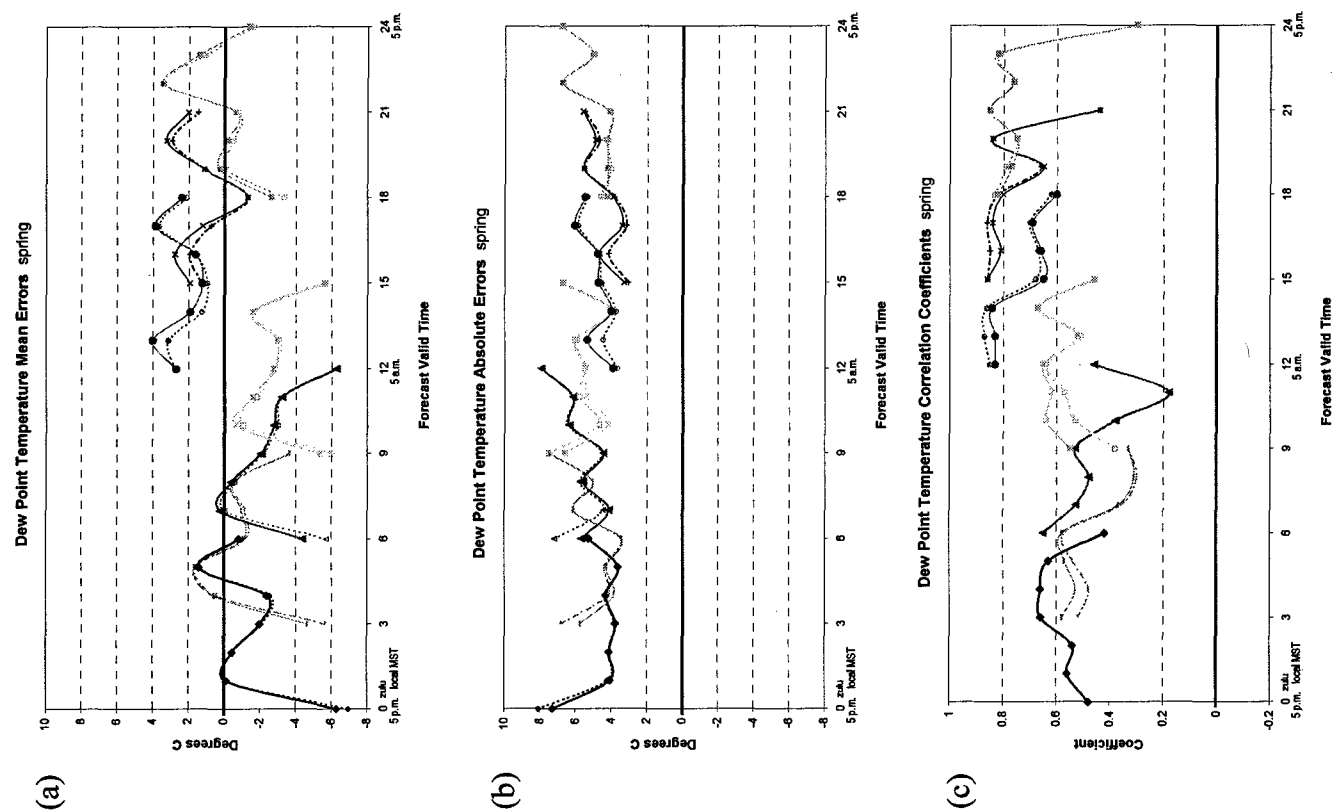 (a)
Dew Point Temperature Mean Errors spring
Degrees C
10
8
6
4
2
0
-2
-4
-6
-8
0 3 6 9 12 15 18 21 24
zulu
5 p.m. local MST 5 a.m. 5 p.m.
Forecast Valid Time
(b)
Dew Point Temperature Absolute Errors spring
Degrees C
10
8
6
4
2
0
-2
-4
-6
-8
0 3 6 9 12 15 18 21 24
zulu
5 p.m. local MST 5 a.m. 5 p.m.
Forecast Valid Time
(c)
Dew Point Temperature Correlation Coefficients spring
Coefficient
1
0.8
0.6
0.4
0.2
0
-0.2
0 3 6 9 12 15 18 21 24
zulu
5 p.m. local MST 5 a.m. 5 p.m.
Forecast Valid Time